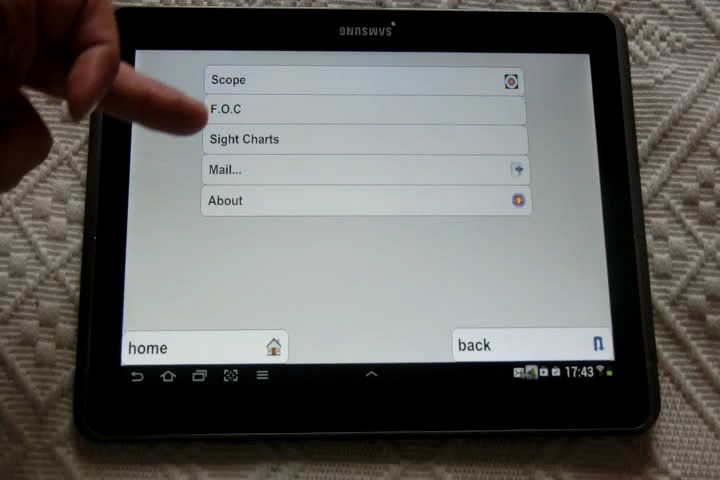 SAMSUNG
Scope
F.O.C
Sight Charts
Mail...
About
home
back
17:43